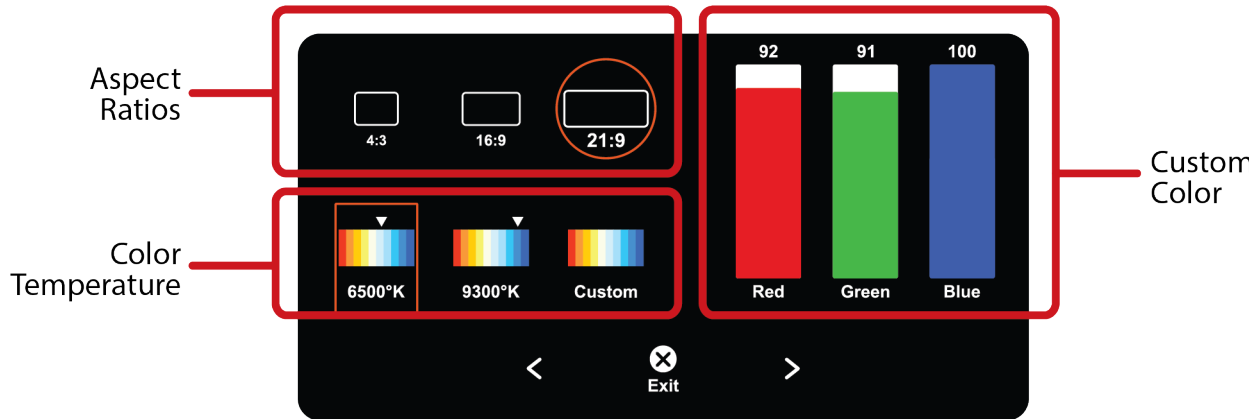 Aspect
Ratios
4:3
16:9
21:9
Color
Temperature
6500°K
9300°K
Custom
92
91
100
Red
Green
Blue
Custom
Color
<
Exit
>